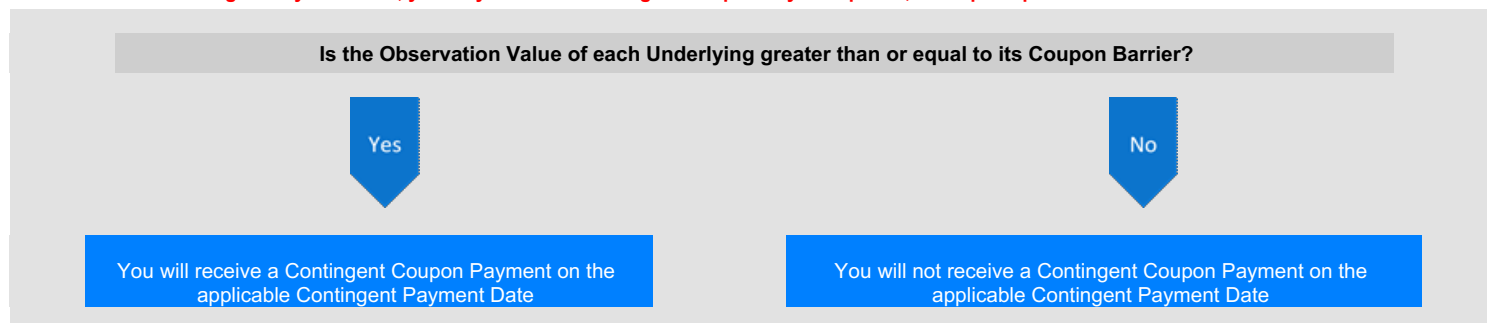 Is the Observation Value of each Underlying greater than or equal to its Coupon Barrier?
Yes
No
You will receive a Contingent Coupon Payment on the
applicable Contingent Payment Date
You will not receive a Contingent Coupon Payment on the
applicable Contingent Payment Date